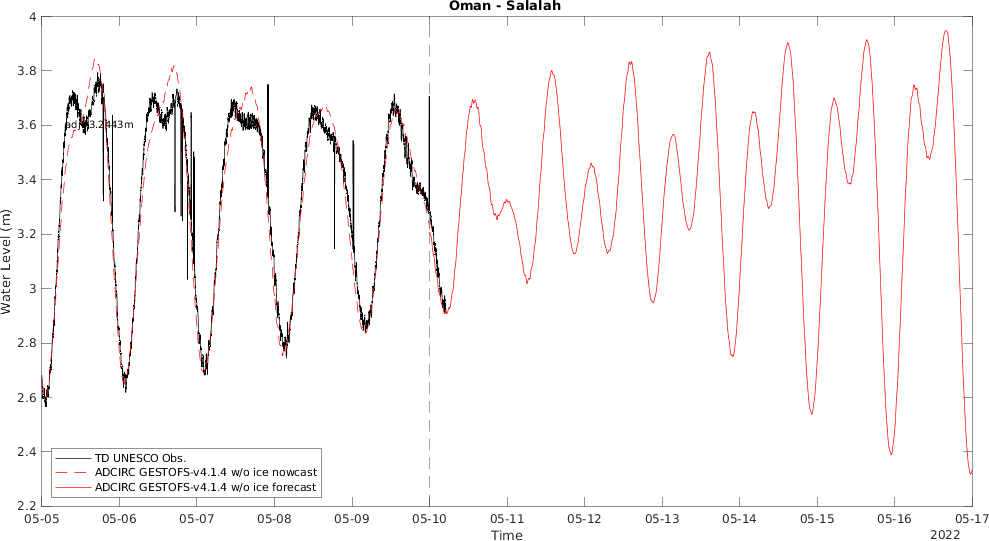 Oman - Salalah
4
3.8
3.6
3.4
3.2
3
2.8
2.6
2.4
2.2
Water Level (m)
TD UNESCO Obs.
ADCIRC GESTOFS-v4.1.4 w/o ice nowcast
ADCIRC GESTOFS-v4.1.4 w/o ice forecast
05-05 05-06 05-07 05-08 05-09 05-10 05-11 05-12 05-13 05-14 05-15 05-16 05-17
Time
2022